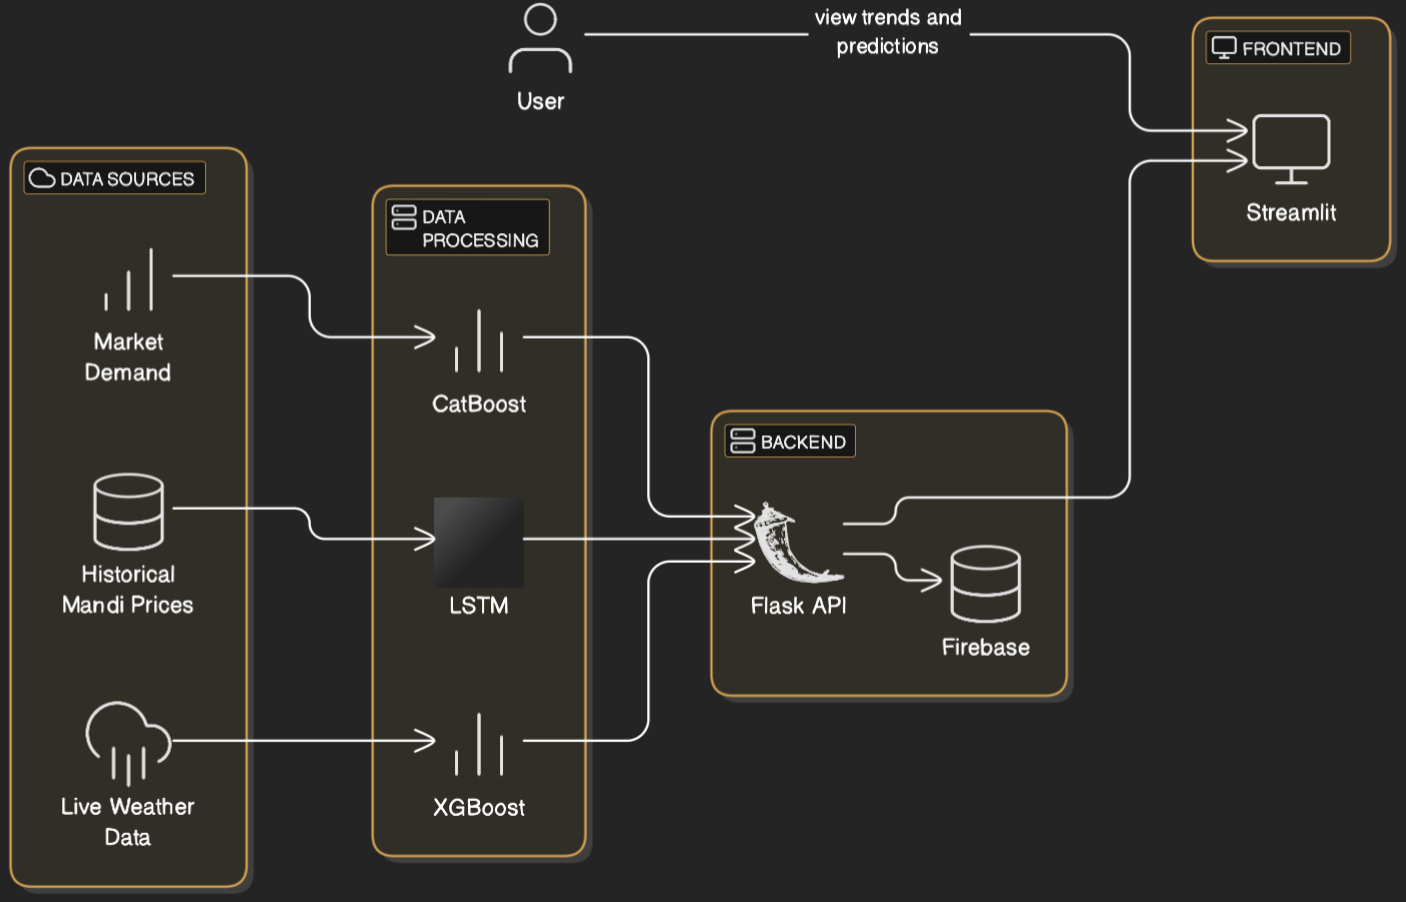 view trends and
predictions
User
FRONTEND
Streamlit
DATA SOURCES
Market
Demand
Historical
Mandi Prices
Live Weather
Data
DATA
PROCESSING
CatBoost
LSTM
XGBoost
BACKEND
Flask API
Firebase